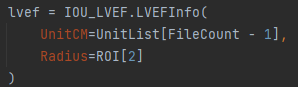 lvef = IOU_LVEF.LVEFInfo(
    UnitCM=UnitList[FileCount - 1],
    Radius=ROI[2]
)